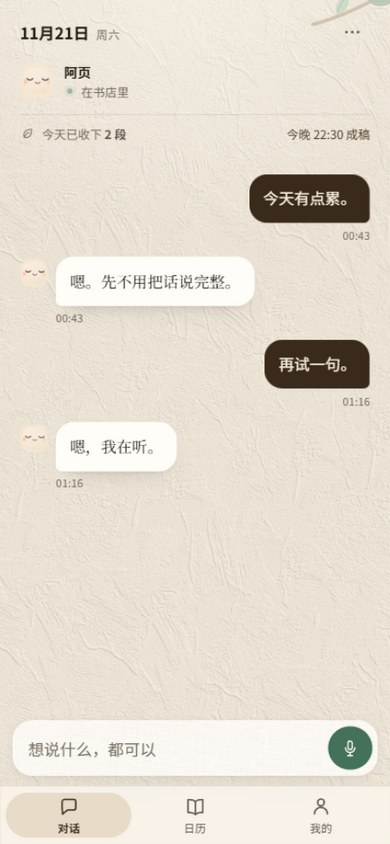 11月21日 周六
阿页
在书店里
今天已收下 2 段 今晚 22:30 成稿
今天有点累。
00:43
嗯。先不用把话说完整。
00:43
再试一句。
01:16
嗯，我在听。
01:16
想说什么，都可以
对话 日历 我的